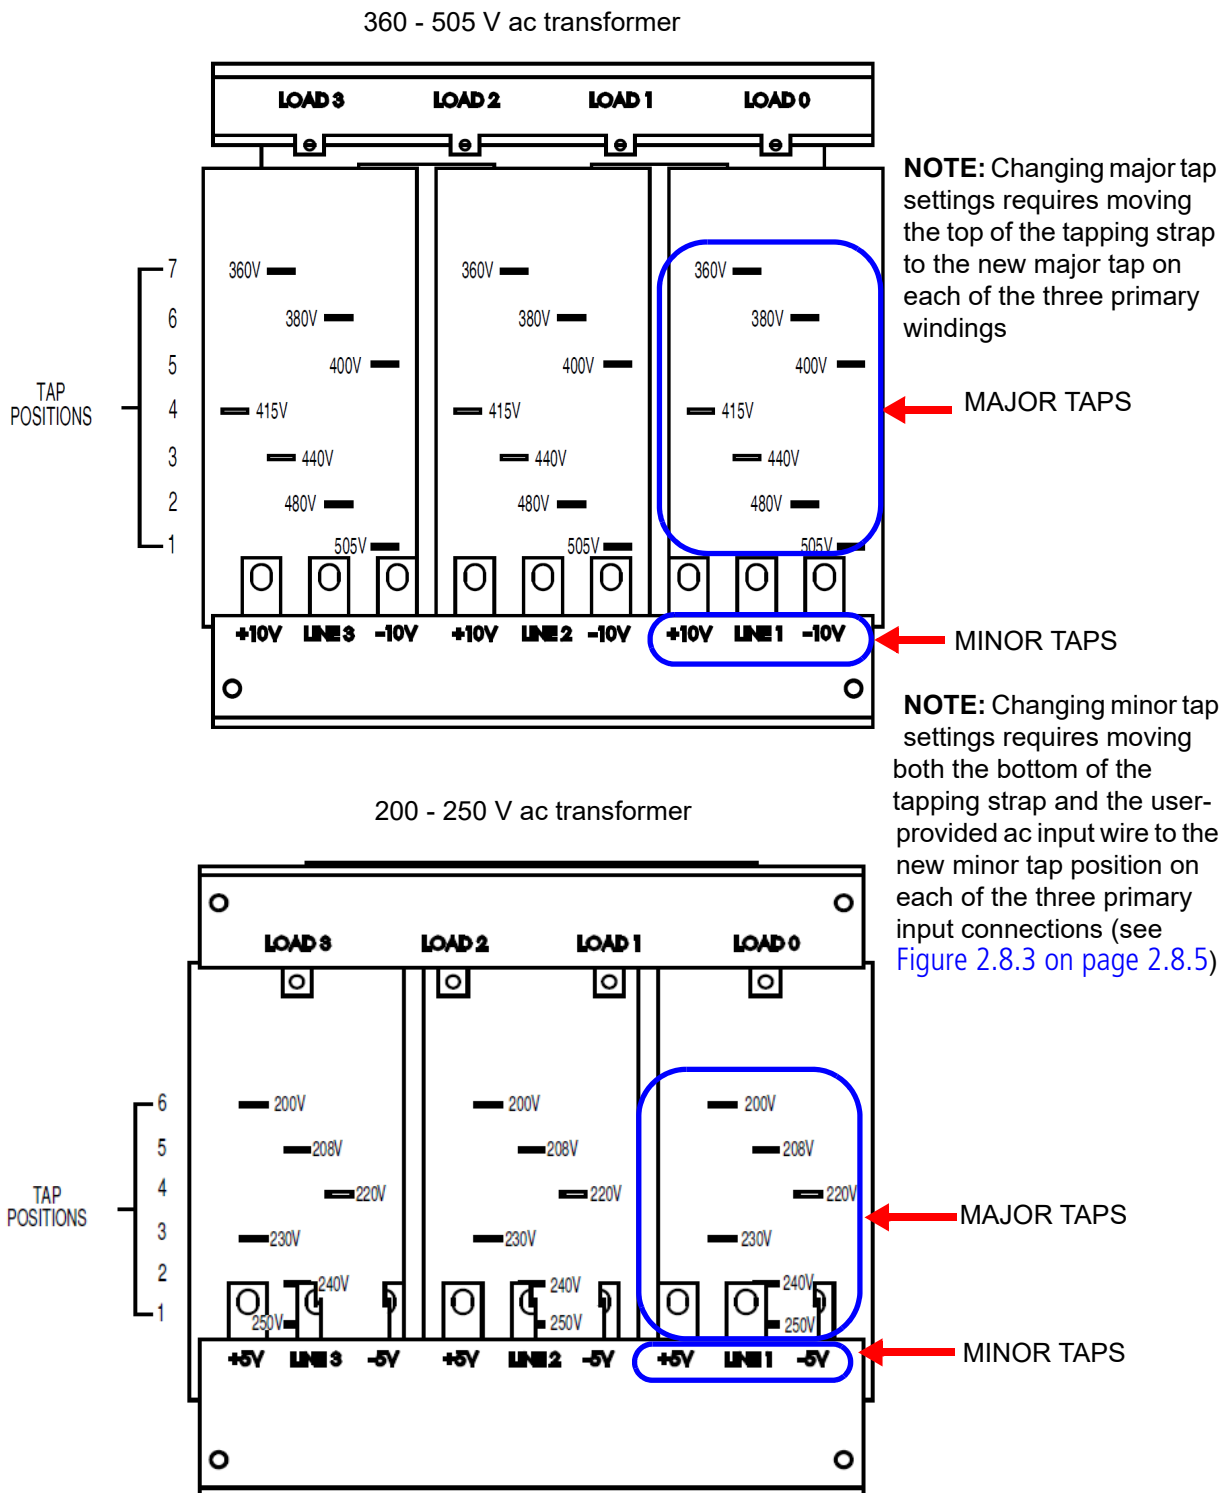 360 - 505 V ac transformer
LOAD 3 LOAD 2 LOAD 1 LOAD 0
NOTE: Changing major tap
settings requires moving
the top of the tapping strap
to the new major tap on
each of the three primary
windings
7 360V 360V 360V
6 380V 380V 380V
5 400V 400V 400V
TAP
POSITIONS
4 415V 415V 415V
MAJOR TAPS
3 440V 440V 440V
2 480V 480V 480V
1 505V 505V 505V
+10V LINE 3 -10V +10V LINE 2 -10V +10V LINE 1 -10V
MINOR TAPS
NOTE: Changing minor tap
settings requires moving
both the bottom of the
tapping strap and the user-
provided ac input wire to the
new minor tap position on
each of the three primary
input connections (see
Figure 2.8.3 on page 2.8.5)
200 - 250 V ac transformer
LOAD 3 LOAD 2 LOAD 1 LOAD 0
6 200V 200V 200V
5 208V 208V 208V
4 220V 220V 220V
TAP
POSITIONS
MAJOR TAPS
3 230V 230V 230V
2 240V 240V 240V
1 250V 250V 250V
+5V LINE 3 -5V +5V LINE 2 -5V +5V LINE 1 -5V
MINOR TAPS